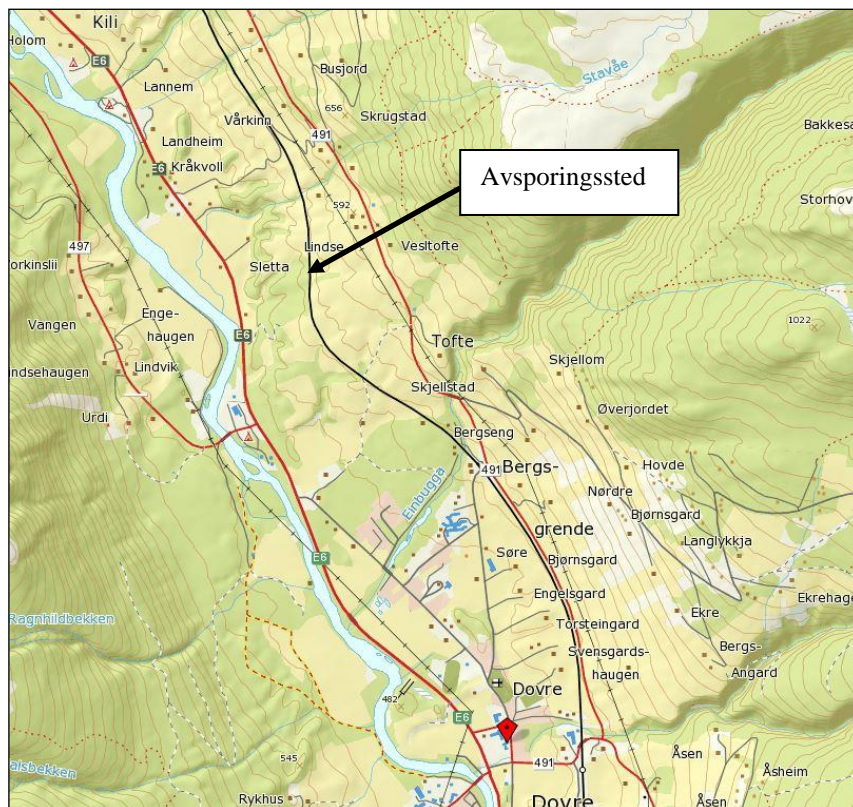 Kili
Holom
E6
Lannem
Busjord
Stavåe
656
Skrugstad
Vårkinn
491
Bakkesa
Landheim
E6
Kråkvoll
Avsporingssted
592
Storhov
497
Lindse
Vesltofte
orkinslii
Sletta
Enge-
haugen
1022
Vangen
E6
Tofte
Skjellom
indsehaugen
Lindvik
Skjellstad
Øverjordet
Urdi
Bergseng
491
Bergs-
Hovde
Einbugga
Nørdre
Bjørnsgard
grende
Langlykkja
E6
Søre
Bjørnsgard
Engelsgard
Ekrehage
Ragnhildbekken
Ekre
Torsteingard
Svensgards-
haugen
Bergs-
Angard
Dovre
482
E6
545
491
Åsen
Åsheim
alsbekken
Rykhus
Dovre
Åsen